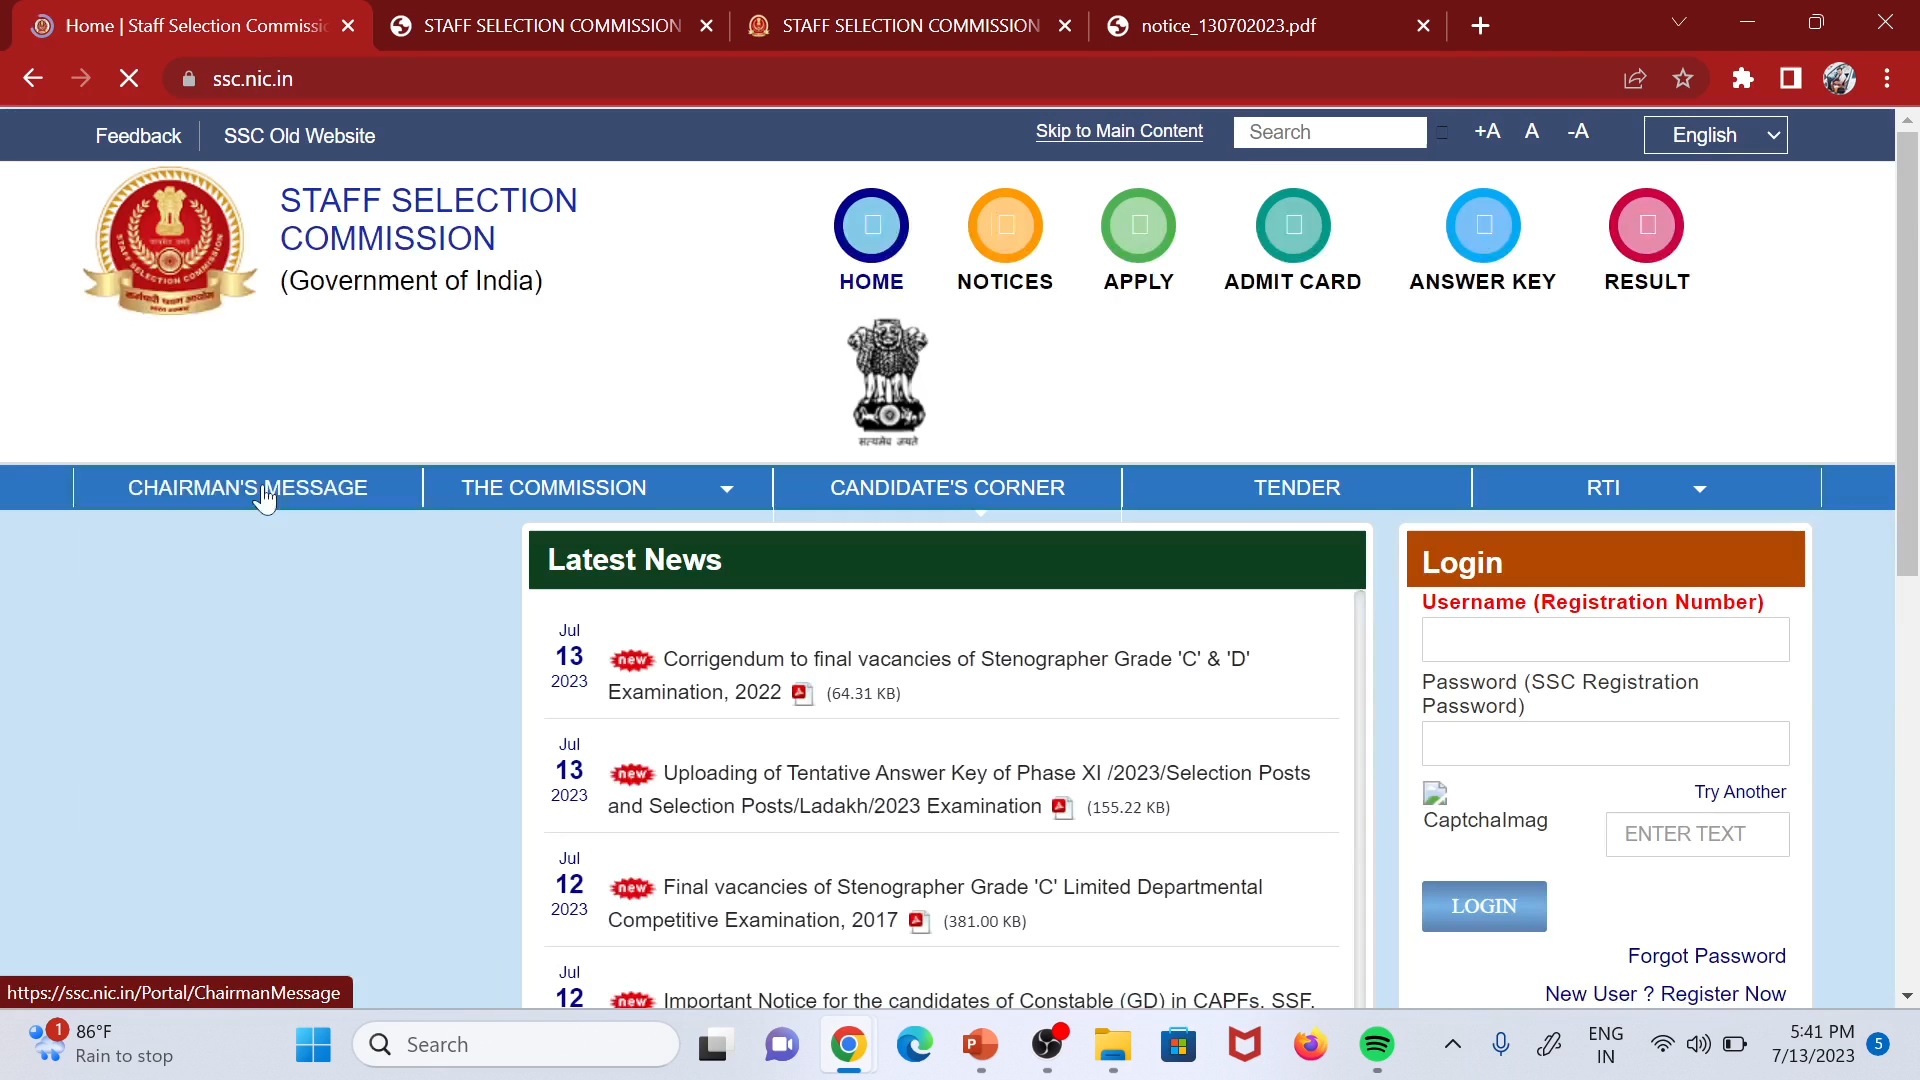 Home | Staff Selection Commissi
STAFF SELECTION COMMISSION
STAFF SELECTION COMMISSION
notice_130702023.pdf
ssc.nic.in
Feedback
SSC Old Website
Skip to Main Content
Search
+A
A
-A
English
STAFF SELECTION
COMMISSION
(Government of India)
HOME
NOTICES
APPLY
ADMIT CARD
ANSWER KEY
RESULT
सत्यमेव जयते
CHAIRMAN'S MESSAGE
THE COMMISSION
CANDIDATE'S CORNER
TENDER
RTI
Latest News
Jul
13
2023
new Corrigendum to final vacancies of Stenographer Grade 'C' & 'D'
Examination, 2022 (64.31 KB)
Jul
13
2023
new Uploading of Tentative Answer Key of Phase XI /2023/Selection Posts
and Selection Posts/Ladakh/2023 Examination (155.22 KB)
Jul
12
2023
new Final vacancies of Stenographer Grade 'C' Limited Departmental
Competitive Examination, 2017 (381.00 KB)
Jul
12
new Important Notice for the candidates of Constable (GD) in CAPFs, SSF,
Login
Username (Registration Number)
Password (SSC Registration
Password)
CaptchaImag
Try Another
ENTER TEXT
LOGIN
Forgot Password
New User ? Register Now
https://ssc.nic.in/Portal/ChairmanMessage
1
86°F
Rain to stop
Search
ENG
IN
5:41 PM
7/13/2023
5